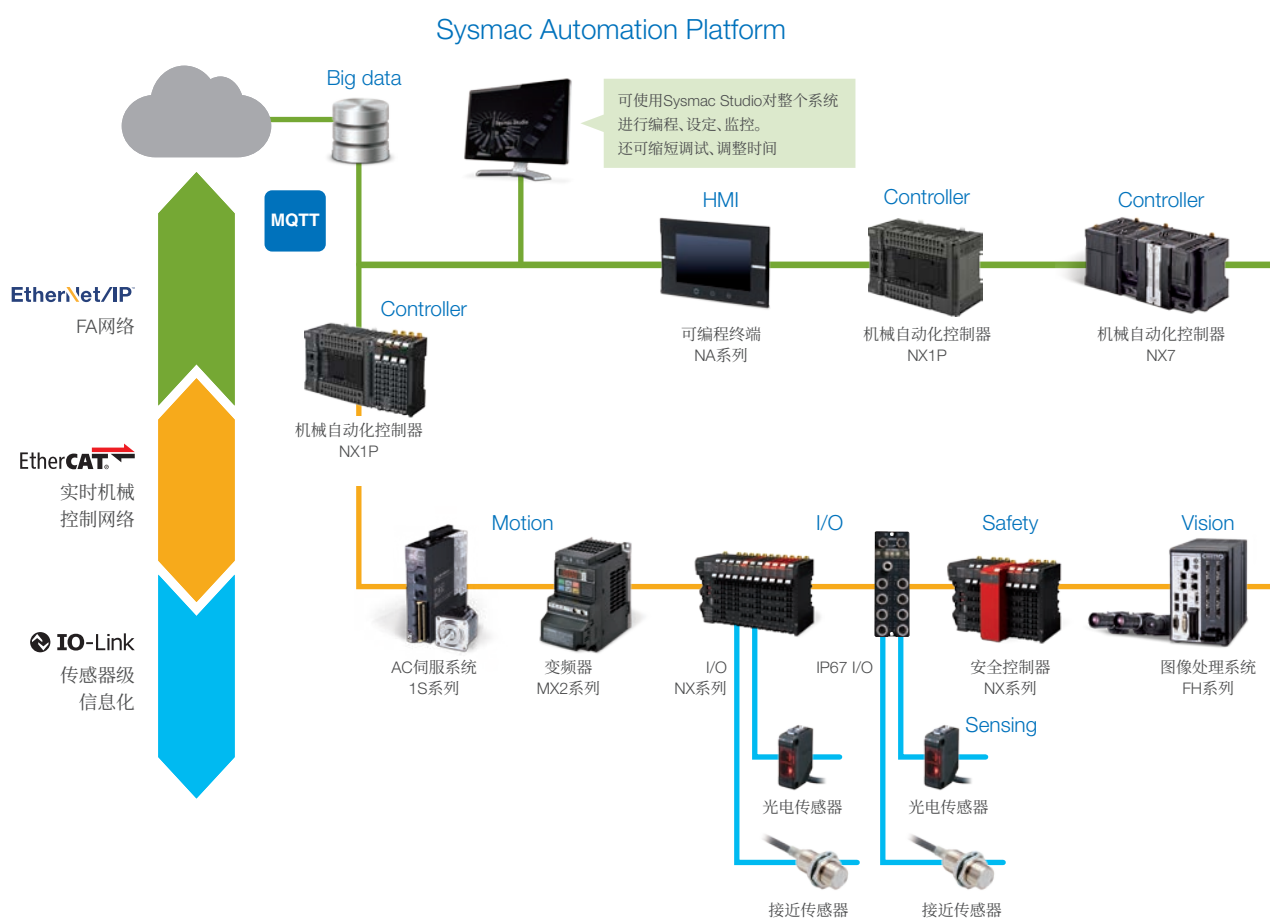 Sysmac Automation Platform
Big data
Sysmac Studio
可使用Sysmac Studio对整个系统
进行编程、设定、监控。
还可缩短调试、调整时间
MQTT
HMI
Controller
Controller
EtherNet/IP
FA网络
Controller
可编程终端
NA系列
机械自动化控制器
NX1P
机械自动化控制器
NX7
机械自动化控制器
NX1P
EtherCAT®
实时机械
控制网络
Motion
I/O
Safety
Vision
IO-Link
传感器级
信息化
AC伺服系统
1S系列
变频器
MX2系列
I/O
NX系列
IP67 I/O
安全控制器
NX系列
图像处理系统
FH系列
Sensing
光电传感器
光电传感器
接近传感器
接近传感器